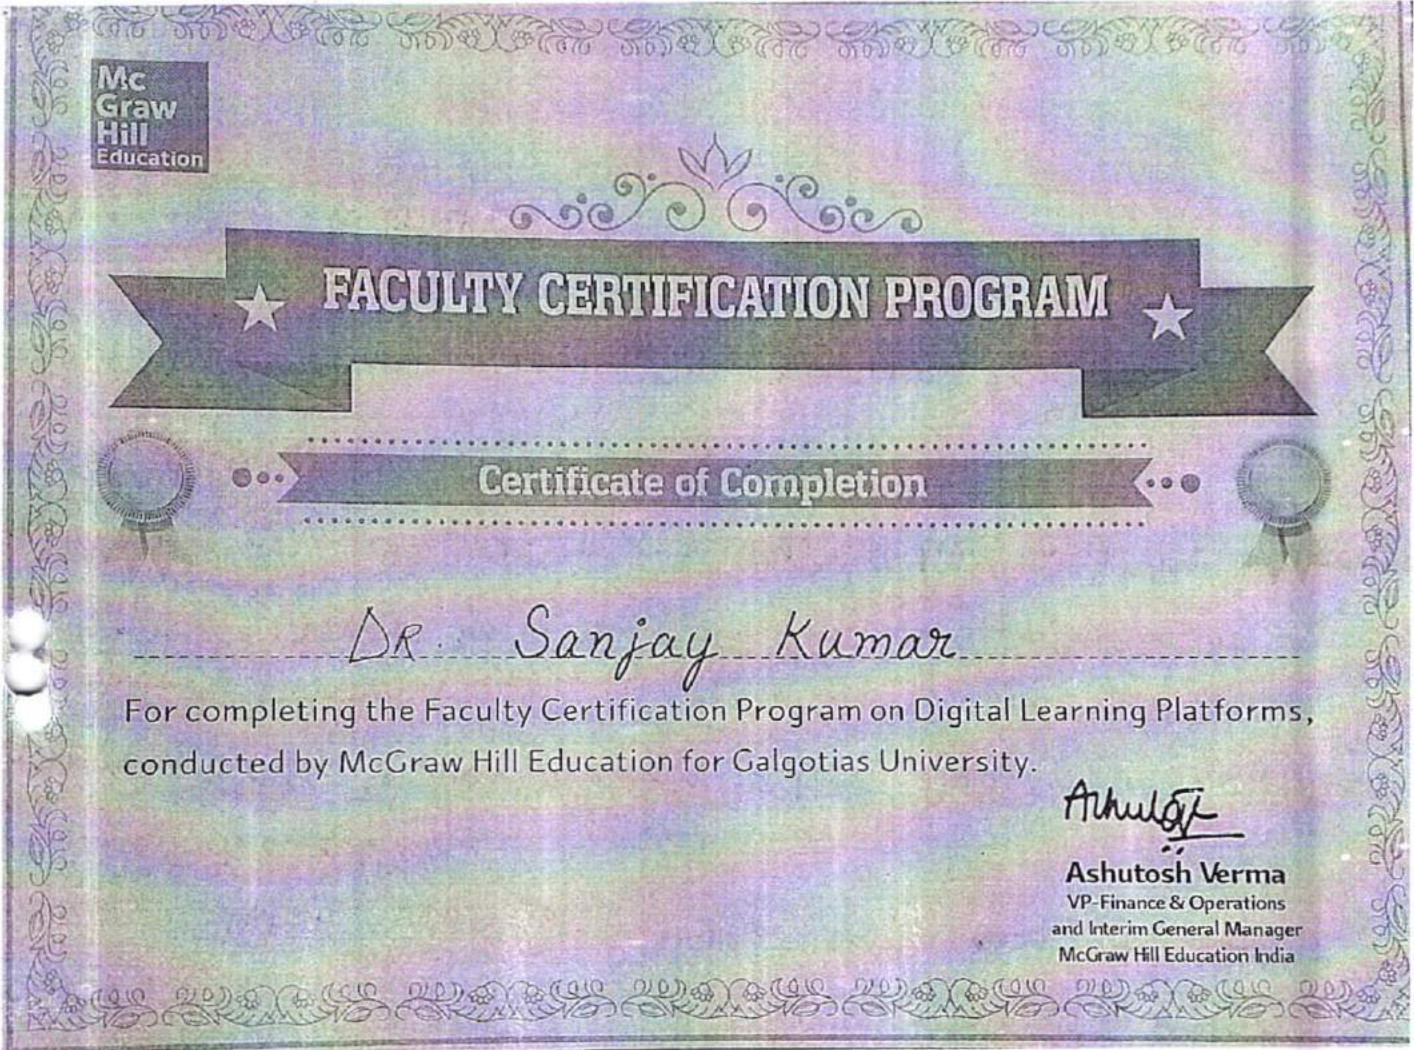 Mc
Graw
Hill
Education
FACULTY CERTIFICATION PROGRAM
Certificate of Completion
DR. Sanjay Kumar
For completing the Faculty Certification Program on Digital Learning Platforms,
conducted by McGraw Hill Education for Galgotias University.
Ashutosh Verma
VP-Finance & Operations
and Interim General Manager
McGraw Hill Education India